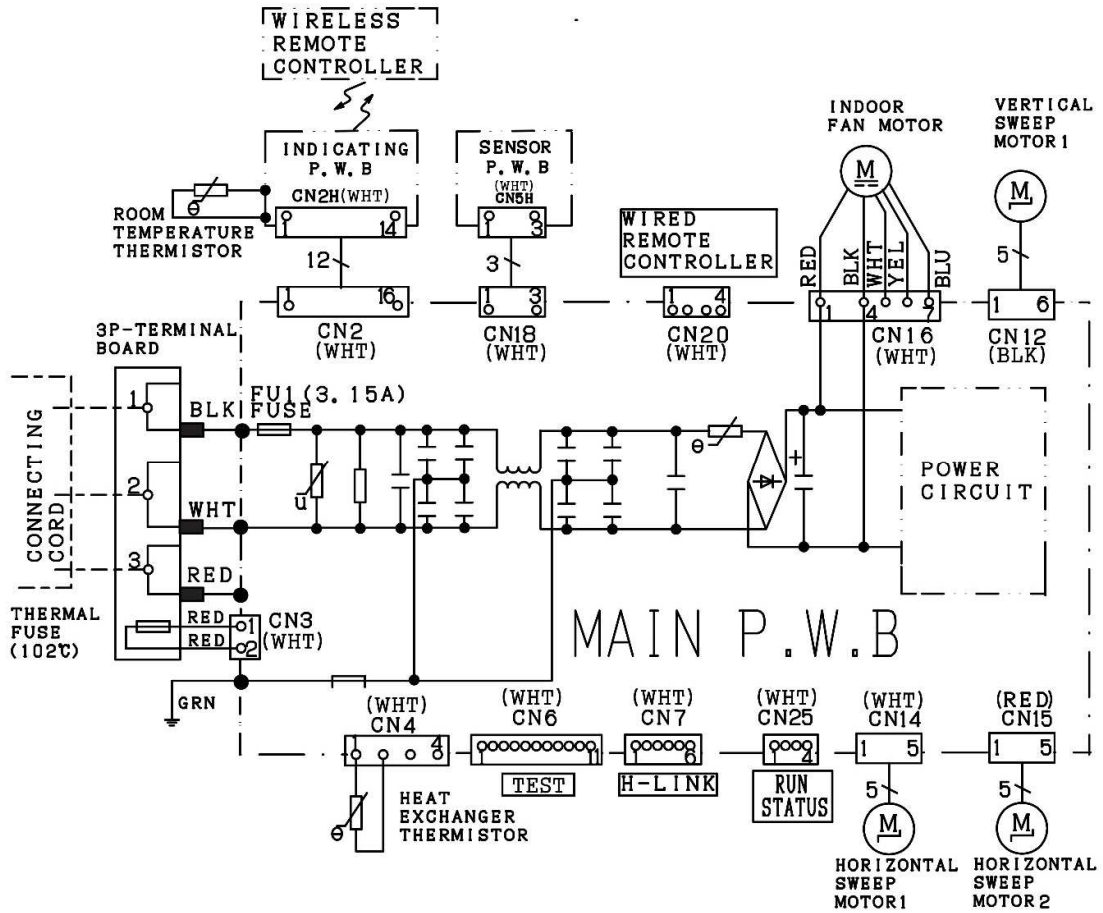 WIRELESS
REMOTE
CONTROLLER
INDICATING
P. W. B
CN2H(WHT)
1 14
SENSOR
P. W. B
(WHT)
CN5H
1 3
ROOM
TEMPERATURE
THERMISTOR
θ
12
3
WIRED
REMOTE
CONTROLLER
INDOOR
FAN MOTOR
M
RED
BLK
WHT
YEL
BLU
VERTICAL
SWEEP
MOTOR1
M
5
1 16
CN2
(WHT)
1 3
CN18
(WHT)
1 4
CN20
(WHT)
1 4 7
CN16
(WHT)
1 6
CN12
(BLK)
3P-TERMINAL
BOARD
CONNECTING
CORD
1
2
3
BLK
WHT
RED
FU1(3. 15A)
FUSE
u
θ
+
POWER
CIRCUIT
THERMAL
FUSE
(102℃)
RED
RED
1
2
CN3
(WHT)
GRN
MAIN P. W. B
(WHT)
CN4
1 4
(WHT)
CN6
1 11
TEST
(WHT)
CN7
1 6
H-LINK
(WHT)
CN25
1 4
RUN
STATUS
(WHT)
CN14
1 5
(RED)
CN15
1 5
θ
HEAT
EXCHANGER
THERMISTOR
5
M
HORIZONTAL
SWEEP
MOTOR1
5
M
HORIZONTAL
SWEEP
MOTOR2